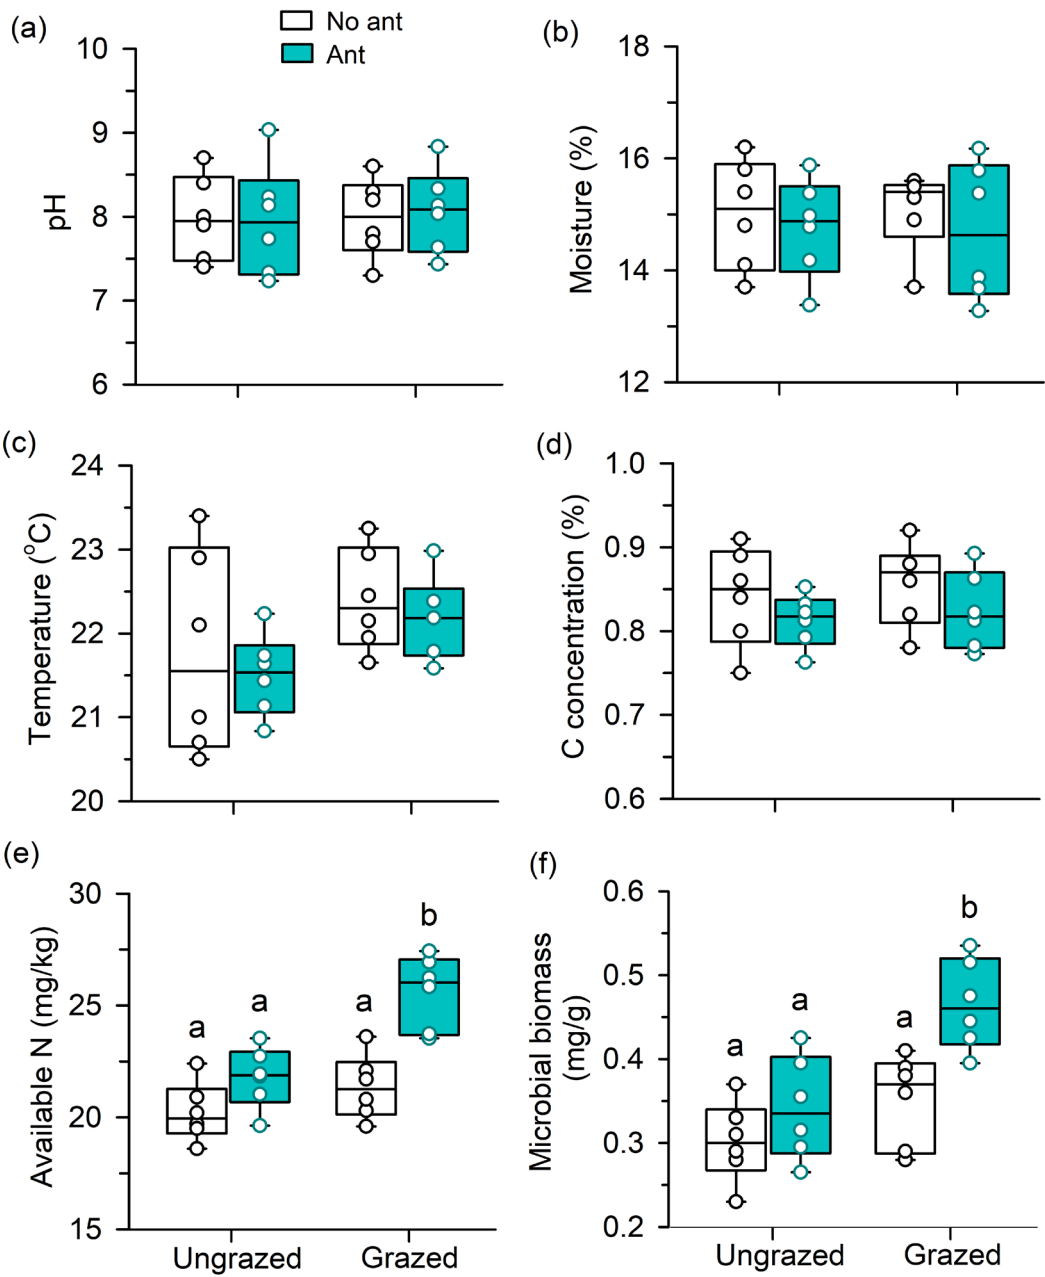 (a)
No ant
Ant
10
9
8
7
6
pH
(b)
18
16
14
12
Moisture (%)
(c)
24
23
22
21
20
Temperature (°C)
(d)
1.0
0.9
0.8
0.7
0.6
C concentration (%)
(e)
30
25
20
15
Available N (mg/kg)
a
a
a
b
Ungrazed
Grazed
(f)
0.6
0.5
0.4
0.3
0.2
Microbial biomass
(mg/g)
a
a
a
b
Ungrazed
Grazed